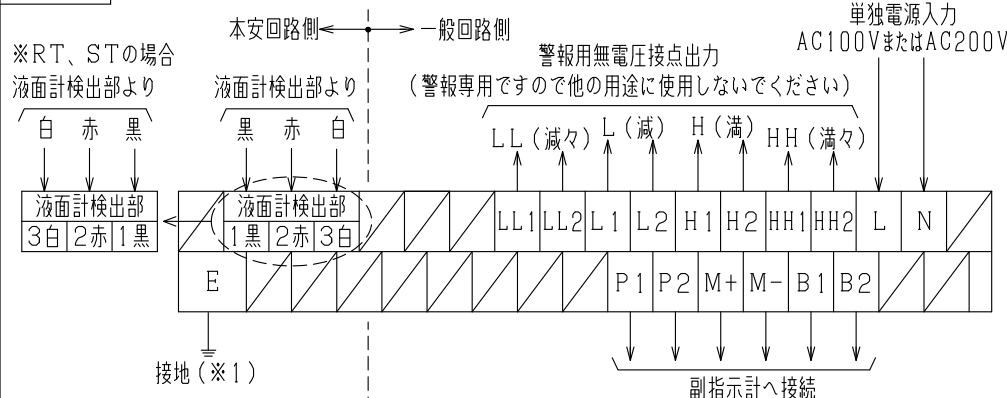 本安回路側 一般回路側
単独電源入力
AC100VまたはAC200V
※RT、STの場合
液面計検出部より
白 赤 黒
液面計検出部より
黒 赤 白
警報用無電圧接点出力
(警報専用ですので他の用途に使用しないでください)
LL(減々) L(減) H(満) HH(満々)
液面計検出部
3白 2赤 1黒
液面計検出部
1黒 2赤 3白
LL1 LL2 L1 L2 H1 H2 HH1 HH2 L N
E P1 P2 M+ M- B1 B2
接地(※1)
副指示計へ接続